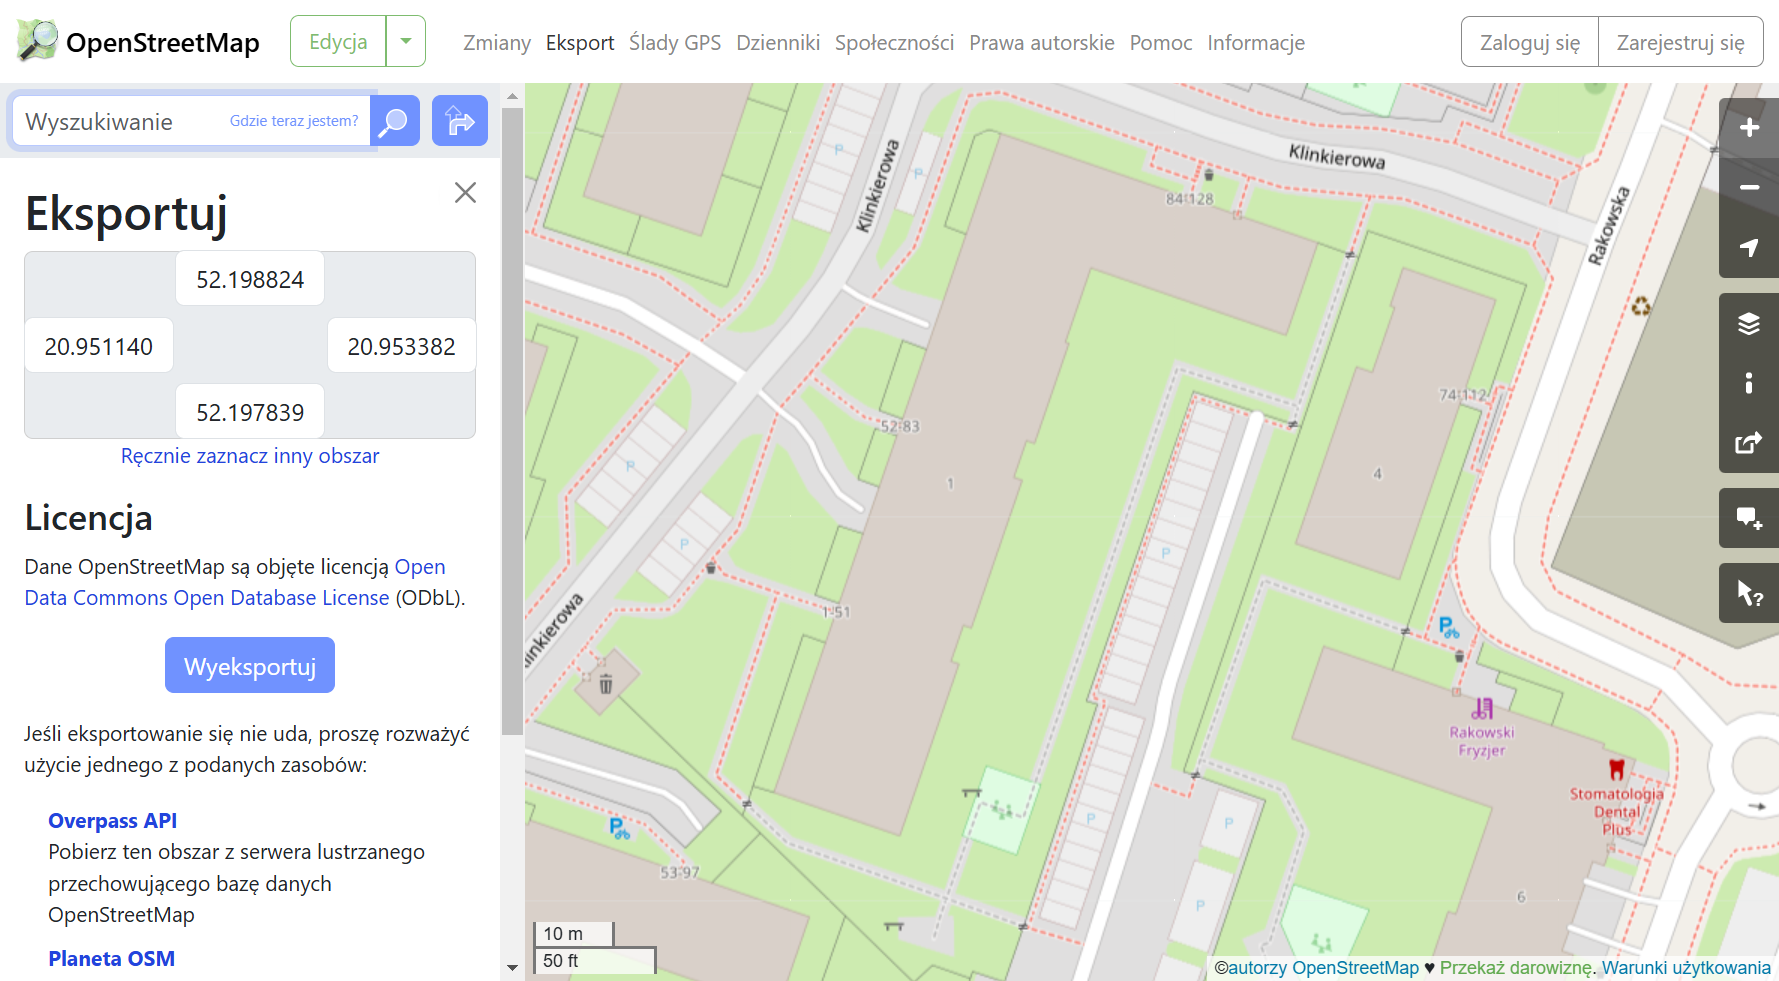 OpenStreetMap
Edycja
Zmiany Eksport Ślady GPS Dzienniki Społeczności Prawa autorskie Pomoc Informacje
Zaloguj się Zarejestruj się
Wyszukiwanie Gdzie teraz jestem?
Eksportuj
52.198824
20.951140 20.953382
52.197839
Ręcznie zaznacz inny obszar
Licencja
Dane OpenStreetMap są objęte licencją Open
Data Commons Open Database License (ODbL).
Wyeksportuj
Jeśli eksportowanie się nie uda, proszę rozważyć
użycie jednego z podanych zasobów:
Overpass API
Pobierz ten obszar z serwera lustrzanego
przechowującego bazę danych
OpenStreetMap
Planeta OSM
Klinkierowa
Klinkierowa
Rakowska
84-128
P
P
52-83
74-112
1
4
P
P
P
1-51
Klinkierowa
P
Rakowski
Fryzjer
Stomatologia
Dental
Plus
P
P
P
53-97
P
6
10 m
50 ft
©autorzy OpenStreetMap ♥ Przekaż darowiznę. Warunki użytkowania